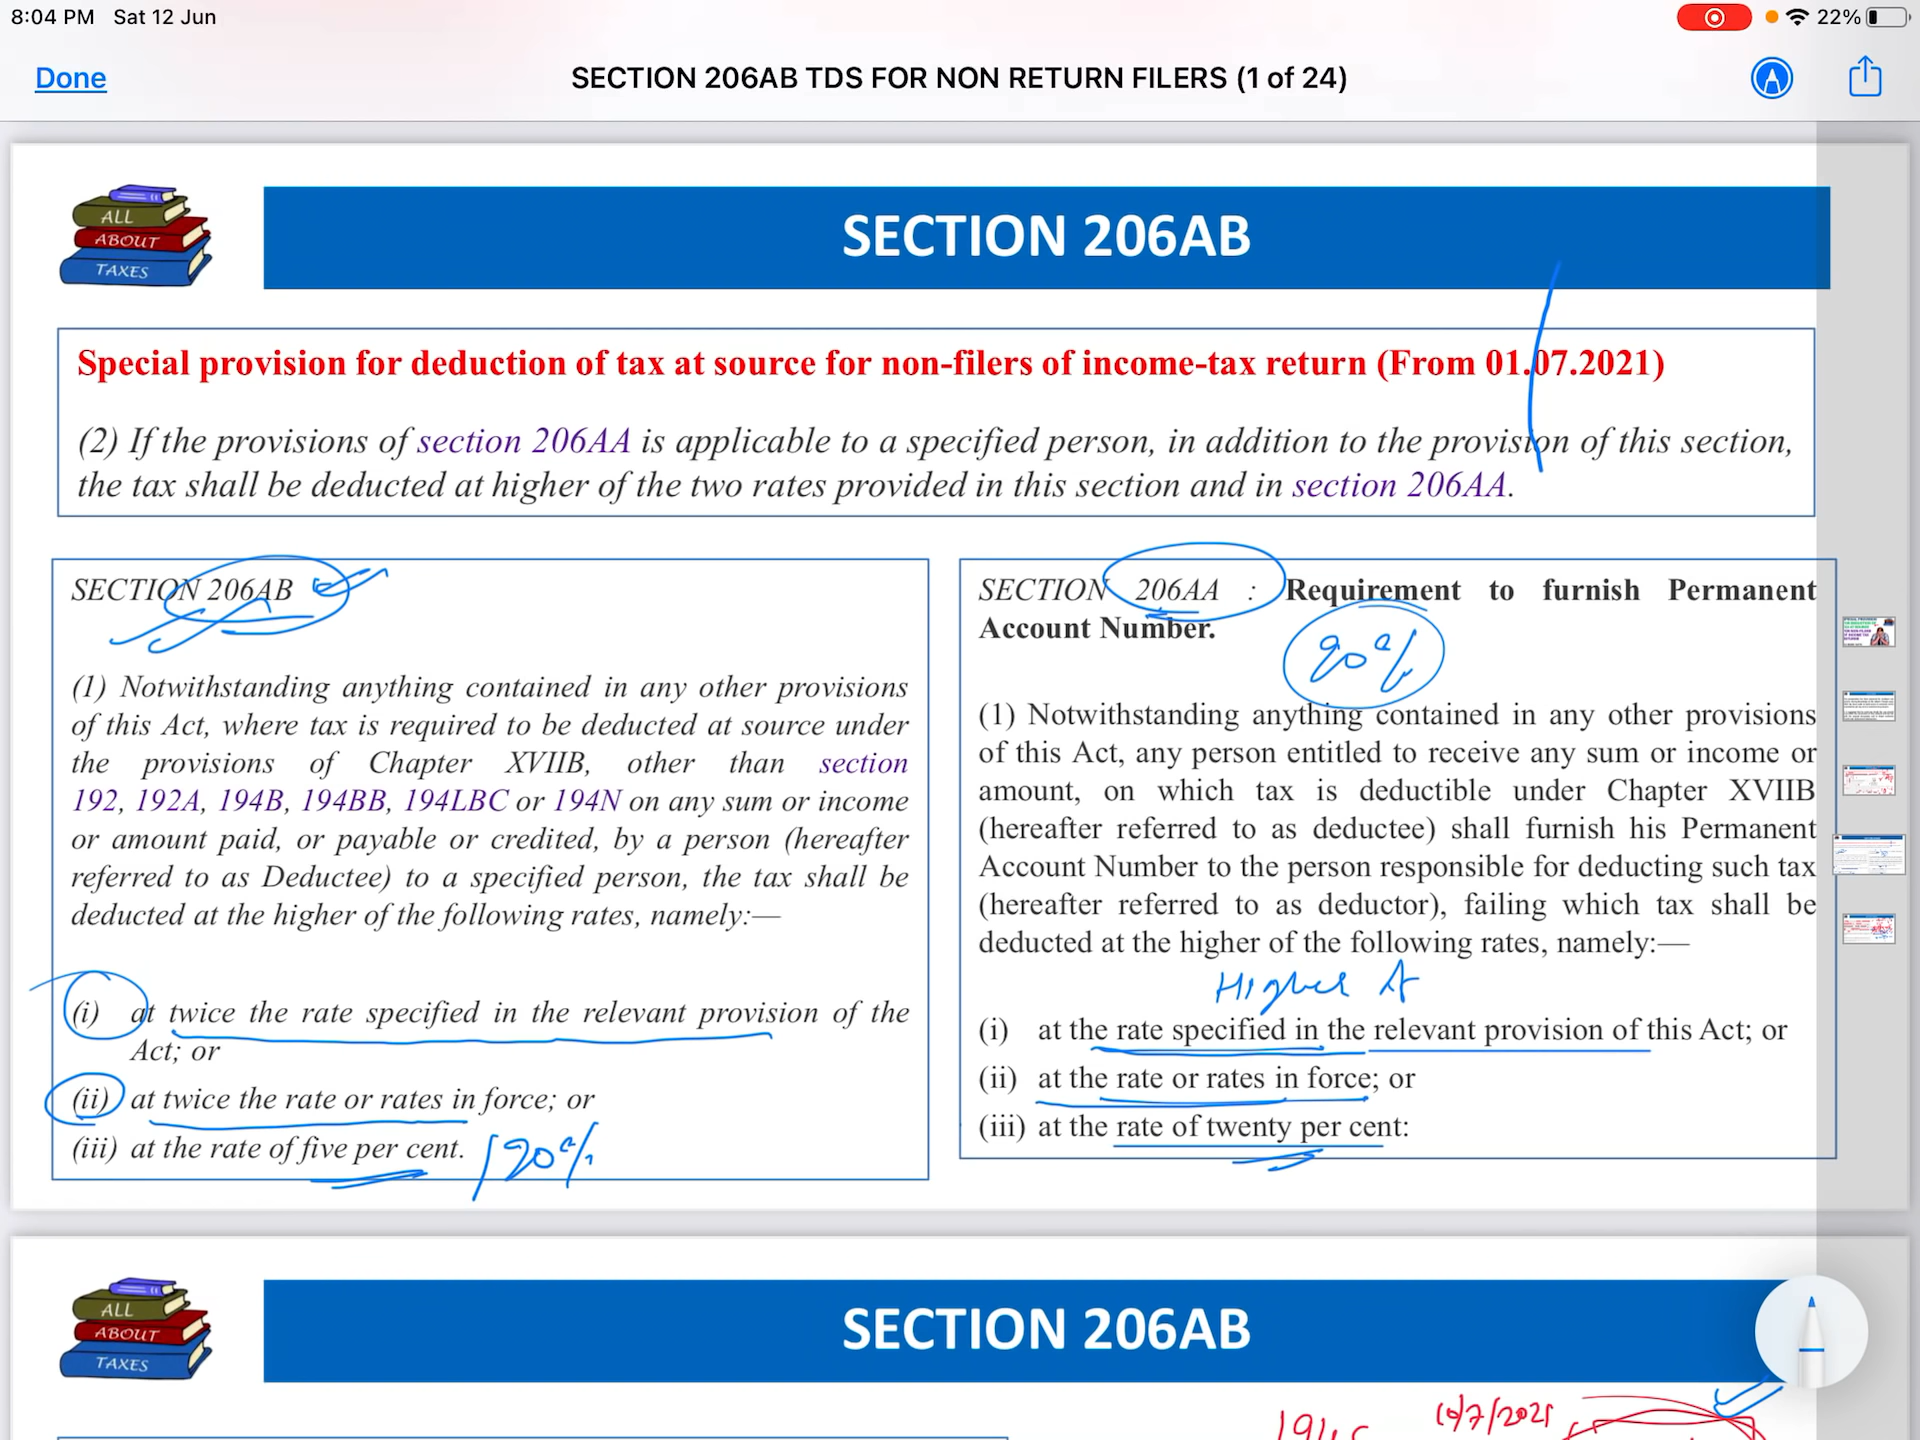 8:04 PM Sat 12 Jun
22%
Done
SECTION 206AB TDS FOR NON RETURN FILERS (1 of 24)
ALL
ABOUT
TAXES
SECTION 206AB
Special provision for deduction of tax at source for non-filers of income-tax return (From 01.07.2021)
(2) If the provisions of section 206AA is applicable to a specified person, in addition to the provision of this section,
the tax shall be deducted at higher of the two rates provided in this section and in section 206AA.
SECTION 206AB
(1) Notwithstanding anything contained in any other provisions
of this Act, where tax is required to be deducted at source under
the provisions of Chapter XVIIB, other than section
192, 192A, 194B, 194BB, 194LBC or 194N on any sum or income
or amount paid, or payable or credited, by a person (hereafter
referred to as Deductee) to a specified person, the tax shall be
deducted at the higher of the following rates, namely:—
(i) at twice the rate specified in the relevant provision of the
Act; or
(ii) at twice the rate or rates in force; or
(iii) at the rate of five per cent.
20%
SECTION 206AA : Requirement to furnish Permanent
Account Number.
20%
(1) Notwithstanding anything contained in any other provisions
of this Act, any person entitled to receive any sum or income or
amount, on which tax is deductible under Chapter XVIIB
(hereafter referred to as deductee) shall furnish his Permanent
Account Number to the person responsible for deducting such tax
(hereafter referred to as deductor), failing which tax shall be
deducted at the higher of the following rates, namely:—
Higher
(i) at the rate specified in the relevant provision of this Act; or
(ii) at the rate or rates in force; or
(iii) at the rate of twenty per cent:
ALL
ABOUT
TAXES
SECTION 206AB